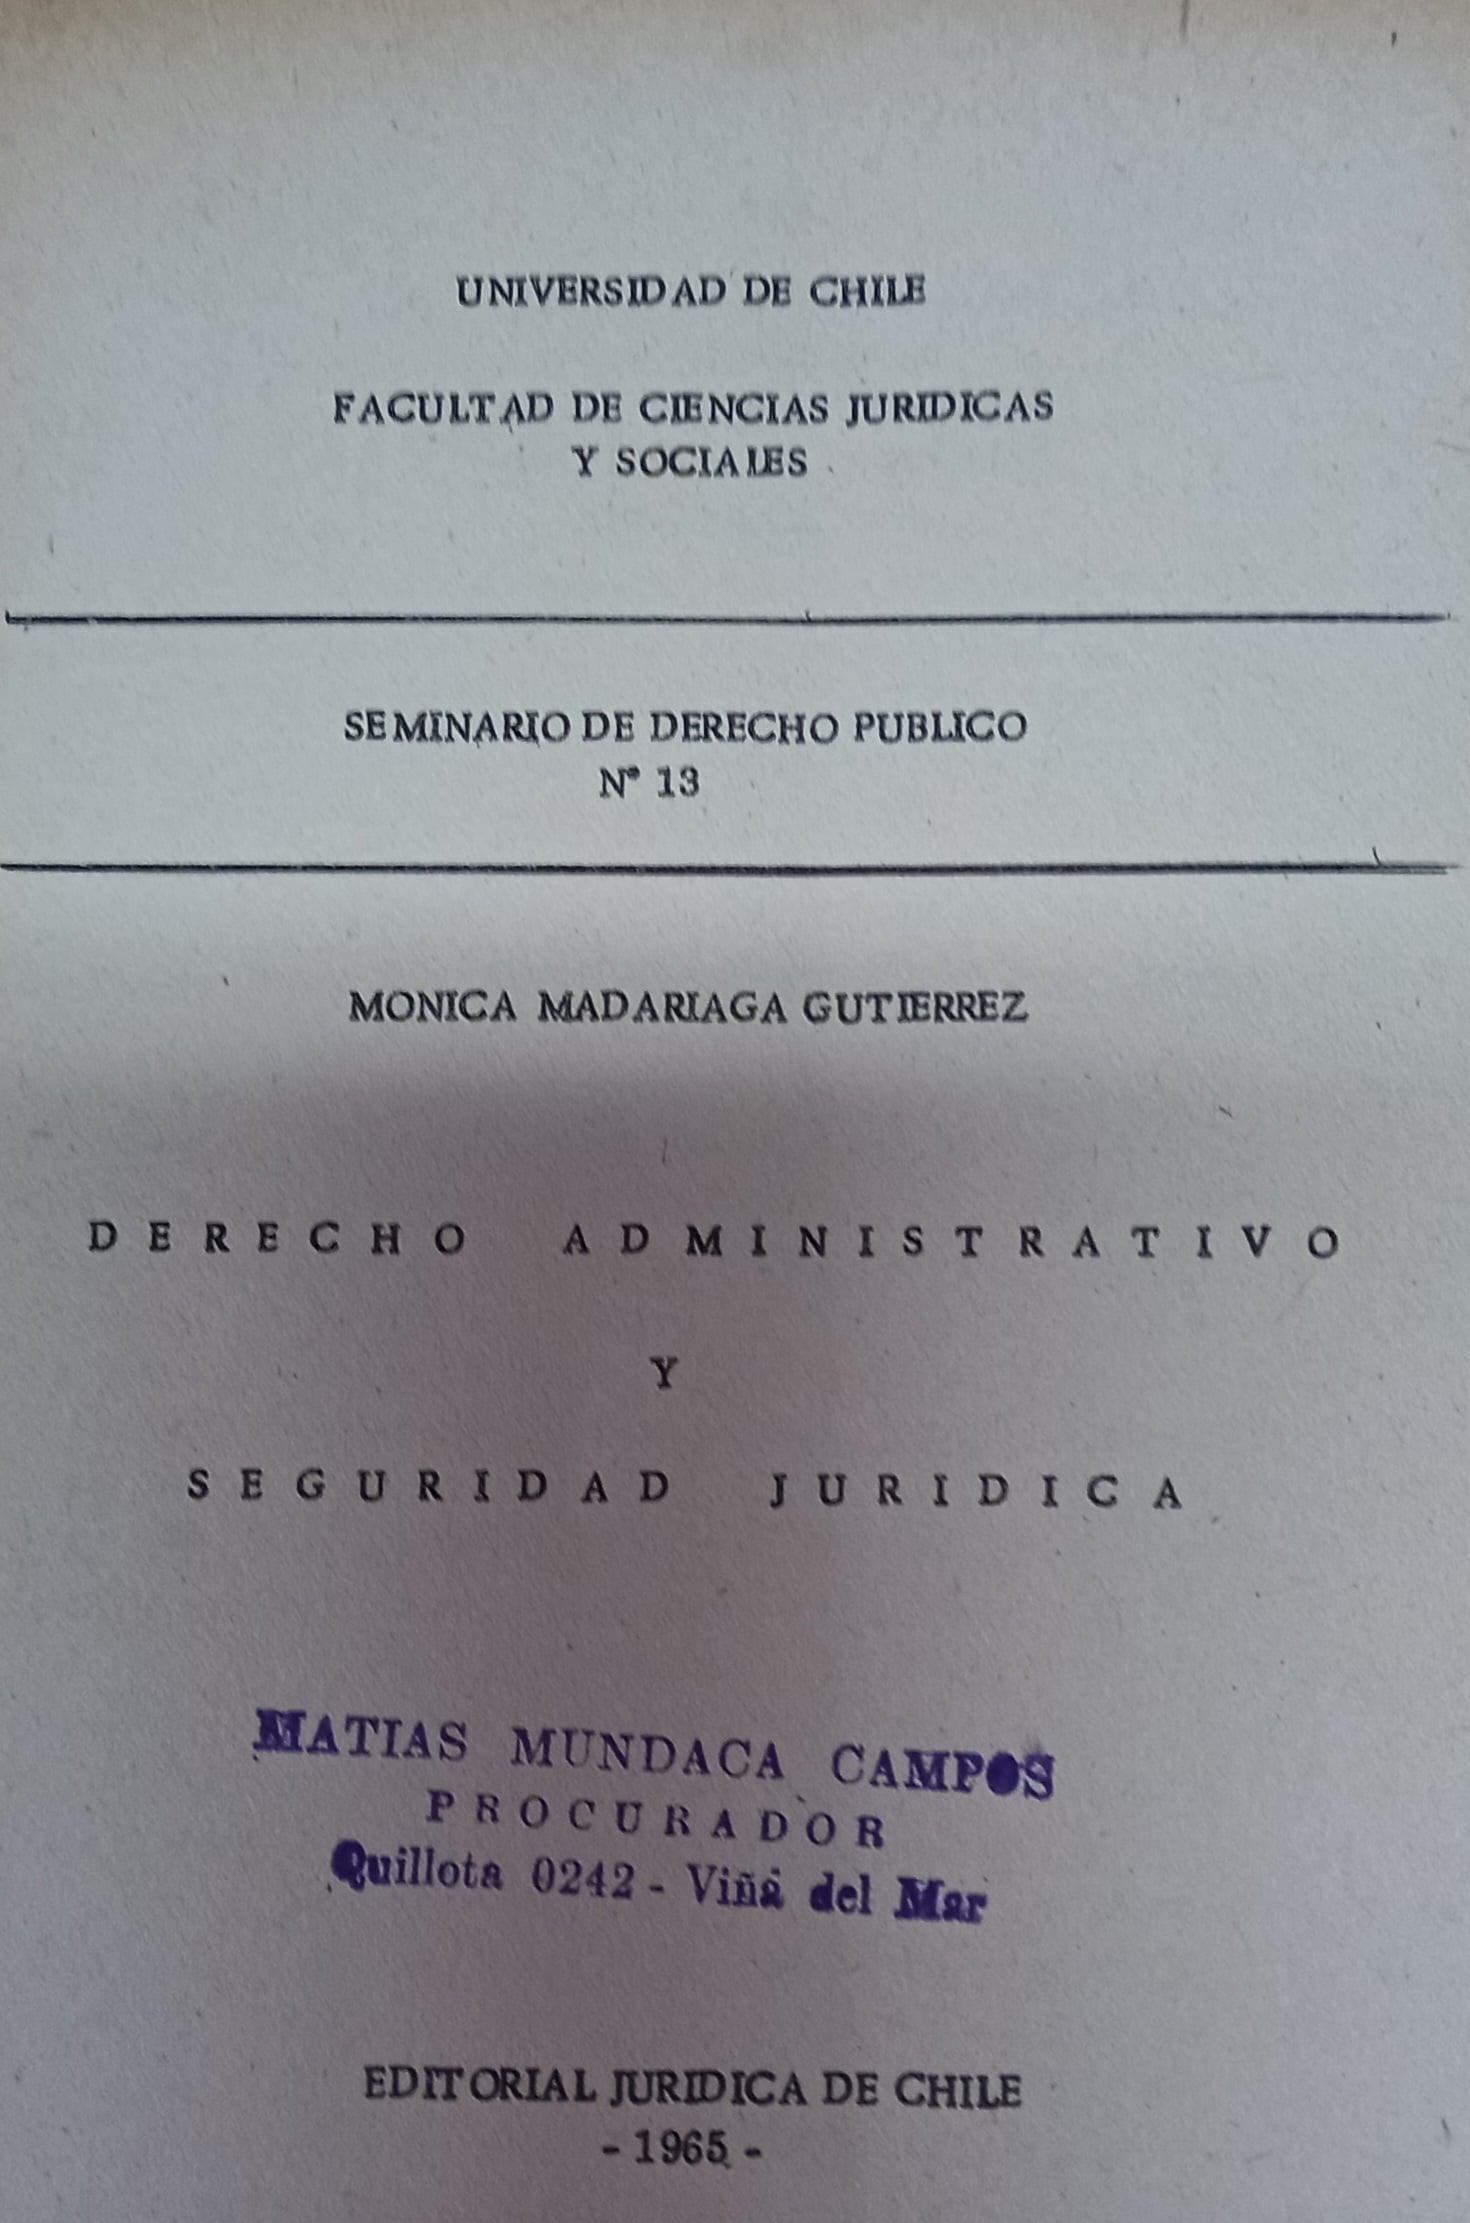 UNIVERSIDAD DE CHILE
FACULTAD DE CIENCIAS JURIDICAS
Y SOCIALES
SEMINARIO DE DERECHO PUBLICO
N° 13
MONICA MADARIAGA GUTIERREZ
DERECHO ADMINISTRATIVO
Y
SEGURIDAD JURIDICA
MATIAS MUNDACA CAMPOS
PROCURADOR
Quillota 0242 - Viña del Mar
EDITORIAL JURIDICA DE CHILE
- 1965 -